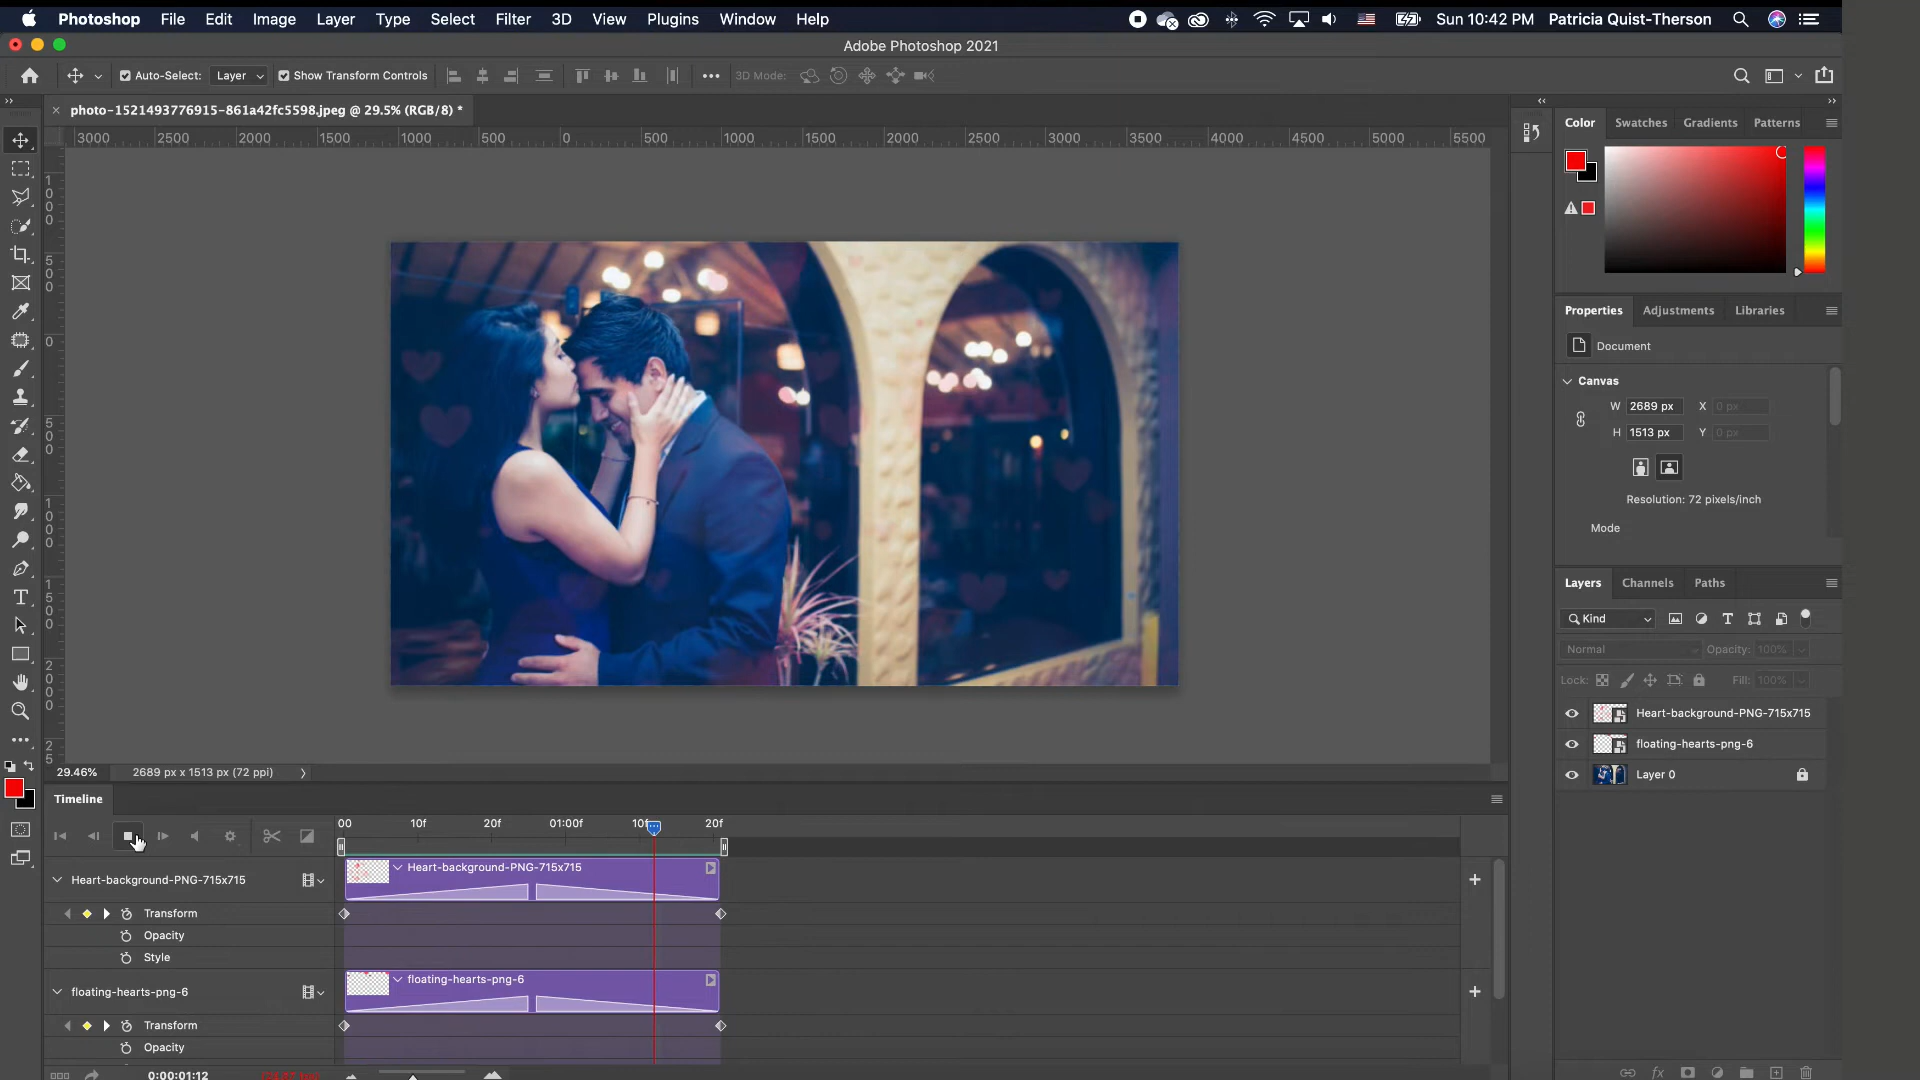 Photoshop File Edit Image Layer Type Select Filter 3D View Plugins Window Help Sun 10:42 PM Patricia Quist-Therson
Adobe Photoshop 2021
Auto-Select: Layer Show Transform Controls 3D Mode:
photo-1521493776915-861a42fc5598.jpeg @ 29.5% (RGB/8) *
3000 2500 2000 1500 1000 500 0 500 1000 1500 2000 2500 3000 3500 4000 4500 5000 5500
Color Swatches Gradients Patterns
Properties Adjustments Libraries
Document
Canvas
W 2689 px X 0 px
H 1513 px Y 0 px
Resolution: 72 pixels/inch
Mode
Layers Channels Paths
Kind
Normal Opacity: 100%
Lock: Fill: 100%
Heart-background-PNG-715x715
floating-hearts-png-6
Layer 0
29.46% 2689 px x 1513 px (72 ppi)
Timeline
00 10f 20f 01:00f 10f 20f
Heart-background-PNG-715x715
Heart-background-PNG-715x715
Transform
Opacity
Style
floating-hearts-png-6
floating-hearts-png-6
Transform
Opacity
0:00:01:12